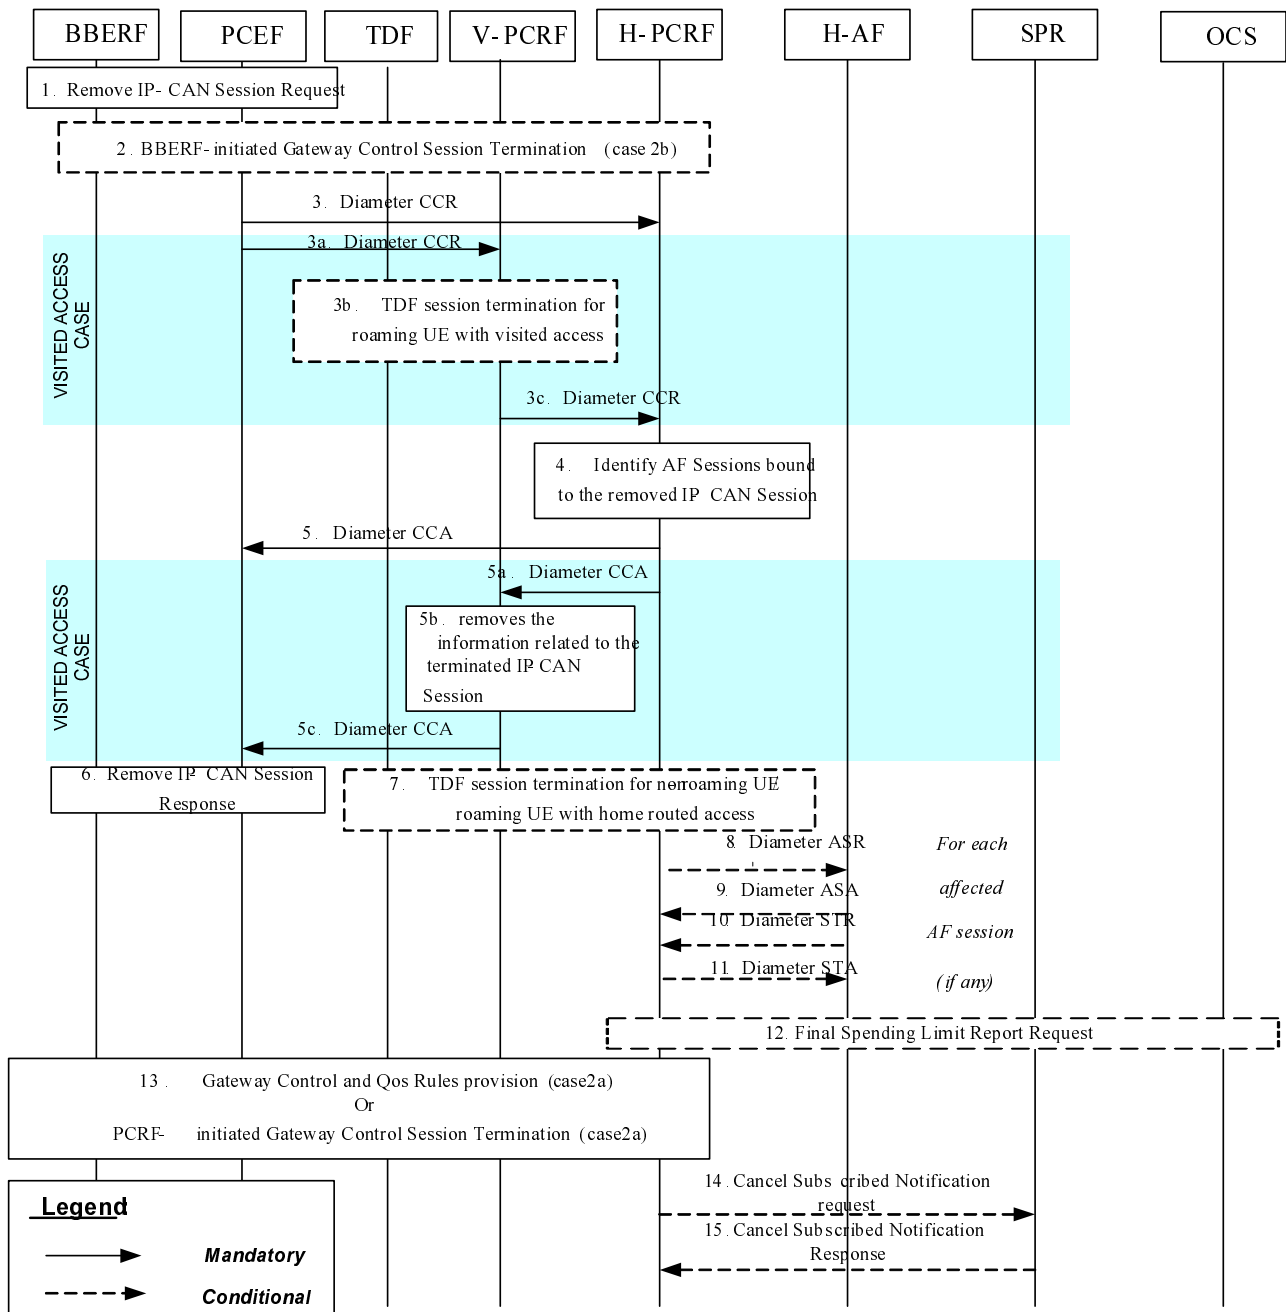 BBERF
PCEF
TDF
V-PCRF
H-PCRF
H-AF
SPR
OCS
1. Remove IP-CAN Session Request
2. BBERF-initiated Gateway Control Session Termination (case 2b)
3. Diameter CCR
3a. Diameter CCR
VISITED ACCESS
CASE
3b. TDF session termination for
roaming UE with visited access
3c. Diameter CCR
4. Identify AF Sessions bound
to the removed IP CAN Session
5. Diameter CCA
5a. Diameter CCA
VISITED ACCESS
CASE
5b. removes the
information related to the
terminated IP CAN
Session
5c. Diameter CCA
6. Remove IP CAN Session
Response
7. TDF session termination for nonroaming UE
roaming UE with home routed access
8. Diameter ASR
9. Diameter ASA
10. Diameter STR
11. Diameter STA
For each
affected
AF session
(if any)
12. Final Spending Limit Report Request
13. Gateway Control and Qos Rules provision (case2a)
Or
PCRF- initiated Gateway Control Session Termination (case2a)
14. Cancel Subscribed Notification
request
15. Cancel Subscribed Notification
Response
Legend
Mandatory
Conditional